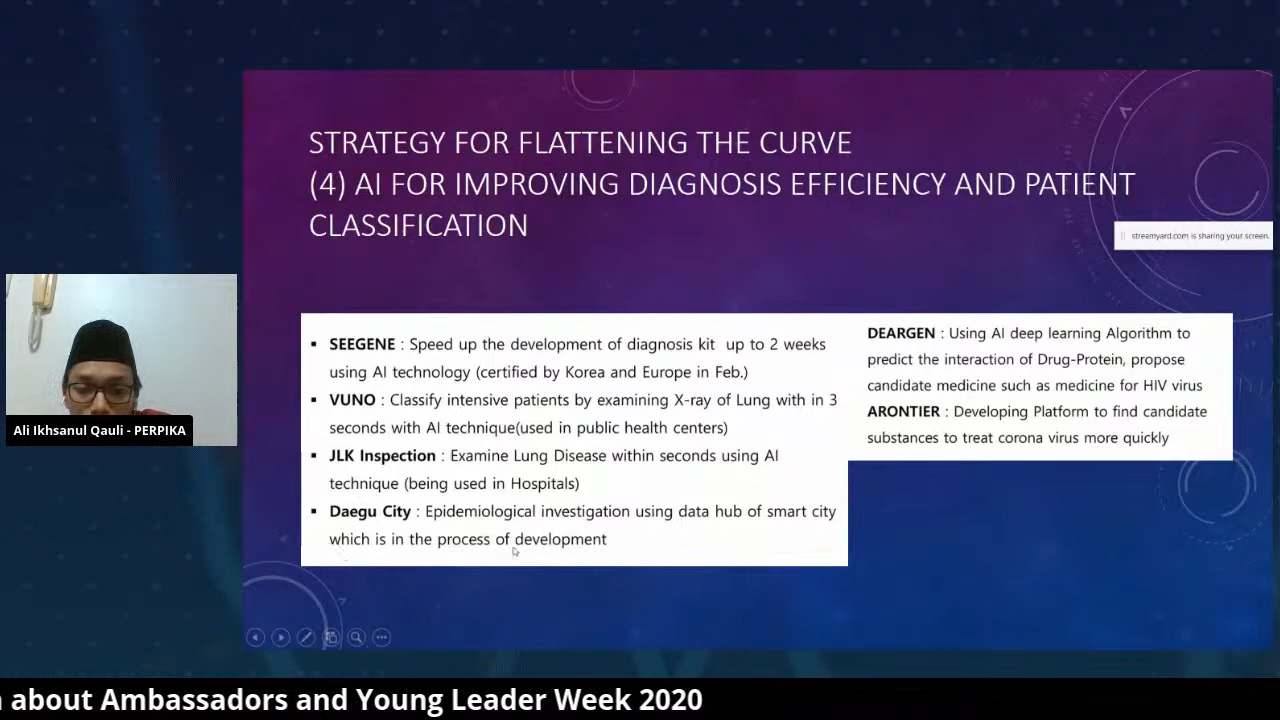 STRATEGY FOR FLATTENING THE CURVE
(4) AI FOR IMPROVING DIAGNOSIS EFFICIENCY AND PATIENT
CLASSIFICATION
streamyard.com is sharing your screen.
▪ SEEGENE : Speed up the development of diagnosis kit up to 2 weeks
using AI technology (certified by Korea and Europe in Feb.)
▪ VUNO : Classify intensive patients by examining X-ray of Lung with in 3
seconds with AI technique(used in public health centers)
▪ JLK Inspection : Examine Lung Disease within seconds using AI
technique (being used in Hospitals)
▪ Daegu City : Epidemiological investigation using data hub of smart city
which is in the process of development
DEARGEN : Using AI deep learning Algorithm to
predict the interaction of Drug-Protein, propose
candidate medicine such as medicine for HIV virus
ARONTIER : Developing Platform to find candidate
substances to treat corona virus more quickly
Ali Ikhsanul Qauli - PERPIKA
about Ambassadors and Young Leader Week 2020